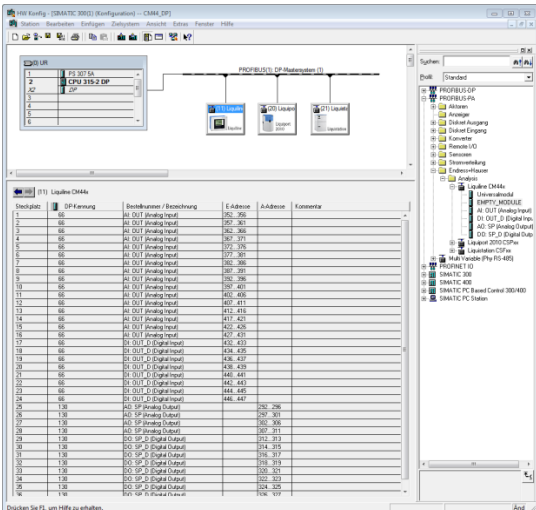 HW Konfig - [SIMATIC 300(1) (Konfiguration) -- CM44_DP]
Station Bearbeiten Einfügen Zielsystem Ansicht Extras Fenster Hilfe
(0) UR
1 PS 307 5A
2 CPU 315-2 DP
X2 DP
3
4
5
6
PROFIBUS(1): DP-Mastersystem (1)
(11) Liquiline
(20) Liquipo
(21) Liquista
Suchen:
Profil: Standard
PROFIBUS-DP
PROFIBUS-PA
Aktoren
Anzeiger
Diskret Ausgang
Diskret Eingang
Konverter
Remote I/O
Sensoren
Stromverteilung
Endress+Hauser
Analysis
Liquiline CM44x
Universalmodul
EMPTY_MODULE
AI: OUT (Analog Input)
DI: OUT_D (Digital Inpu
AO: SP (Analog Output)
DO: SP_D (Digital Outp
Liquiport 2010 CSPxx
Liquistation CSFxx
Multi Variable (Phy RS-485)
PROFINET IO
SIMATIC 300
SIMATIC 400
SIMATIC PC Based Control 300/400
SIMATIC PC Station
(11) Liquiline CM44x
Steckplatz DP-Kennung Bestellnummer / Bezeichnung E-Adresse A-Adresse Kommentar
1 66 AI: OUT (Analog Input) 352...356
2 66 AI: OUT (Analog Input) 357...361
3 66 AI: OUT (Analog Input) 362...366
4 66 AI: OUT (Analog Input) 367...371
5 66 AI: OUT (Analog Input) 372...376
6 66 AI: OUT (Analog Input) 377...381
7 66 AI: OUT (Analog Input) 382...386
8 66 AI: OUT (Analog Input) 387...391
9 66 AI: OUT (Analog Input) 392...396
10 66 AI: OUT (Analog Input) 397...401
11 66 AI: OUT (Analog Input) 402...406
12 66 AI: OUT (Analog Input) 407...411
13 66 AI: OUT (Analog Input) 412...416
14 66 AI: OUT (Analog Input) 417...421
15 66 AI: OUT (Analog Input) 422...426
16 66 AI: OUT (Analog Input) 427...431
17 66 DI: OUT_D (Digital Input) 432...433
18 66 DI: OUT_D (Digital Input) 434...435
19 66 DI: OUT_D (Digital Input) 436...437
20 66 DI: OUT_D (Digital Input) 438...439
21 66 DI: OUT_D (Digital Input) 440...441
22 66 DI: OUT_D (Digital Input) 442...443
23 66 DI: OUT_D (Digital Input) 444...445
24 66 DI: OUT_D (Digital Input) 446...447
25 130 AO: SP (Analog Output) 292...296
26 130 AO: SP (Analog Output) 297...301
27 130 AO: SP (Analog Output) 302...306
28 130 AO: SP (Analog Output) 307...311
29 130 DO: SP_D (Digital Output) 312...313
30 130 DO: SP_D (Digital Output) 314...315
31 130 DO: SP_D (Digital Output) 316...317
32 130 DO: SP_D (Digital Output) 318...319
33 130 DO: SP_D (Digital Output) 320...321
34 130 DO: SP_D (Digital Output) 322...323
35 130 DO: SP_D (Digital Output) 324...325
36 130 DO: SP_D (Digital Output) 326...327
Drücken Sie F1, um Hilfe zu erhalten.
Änd